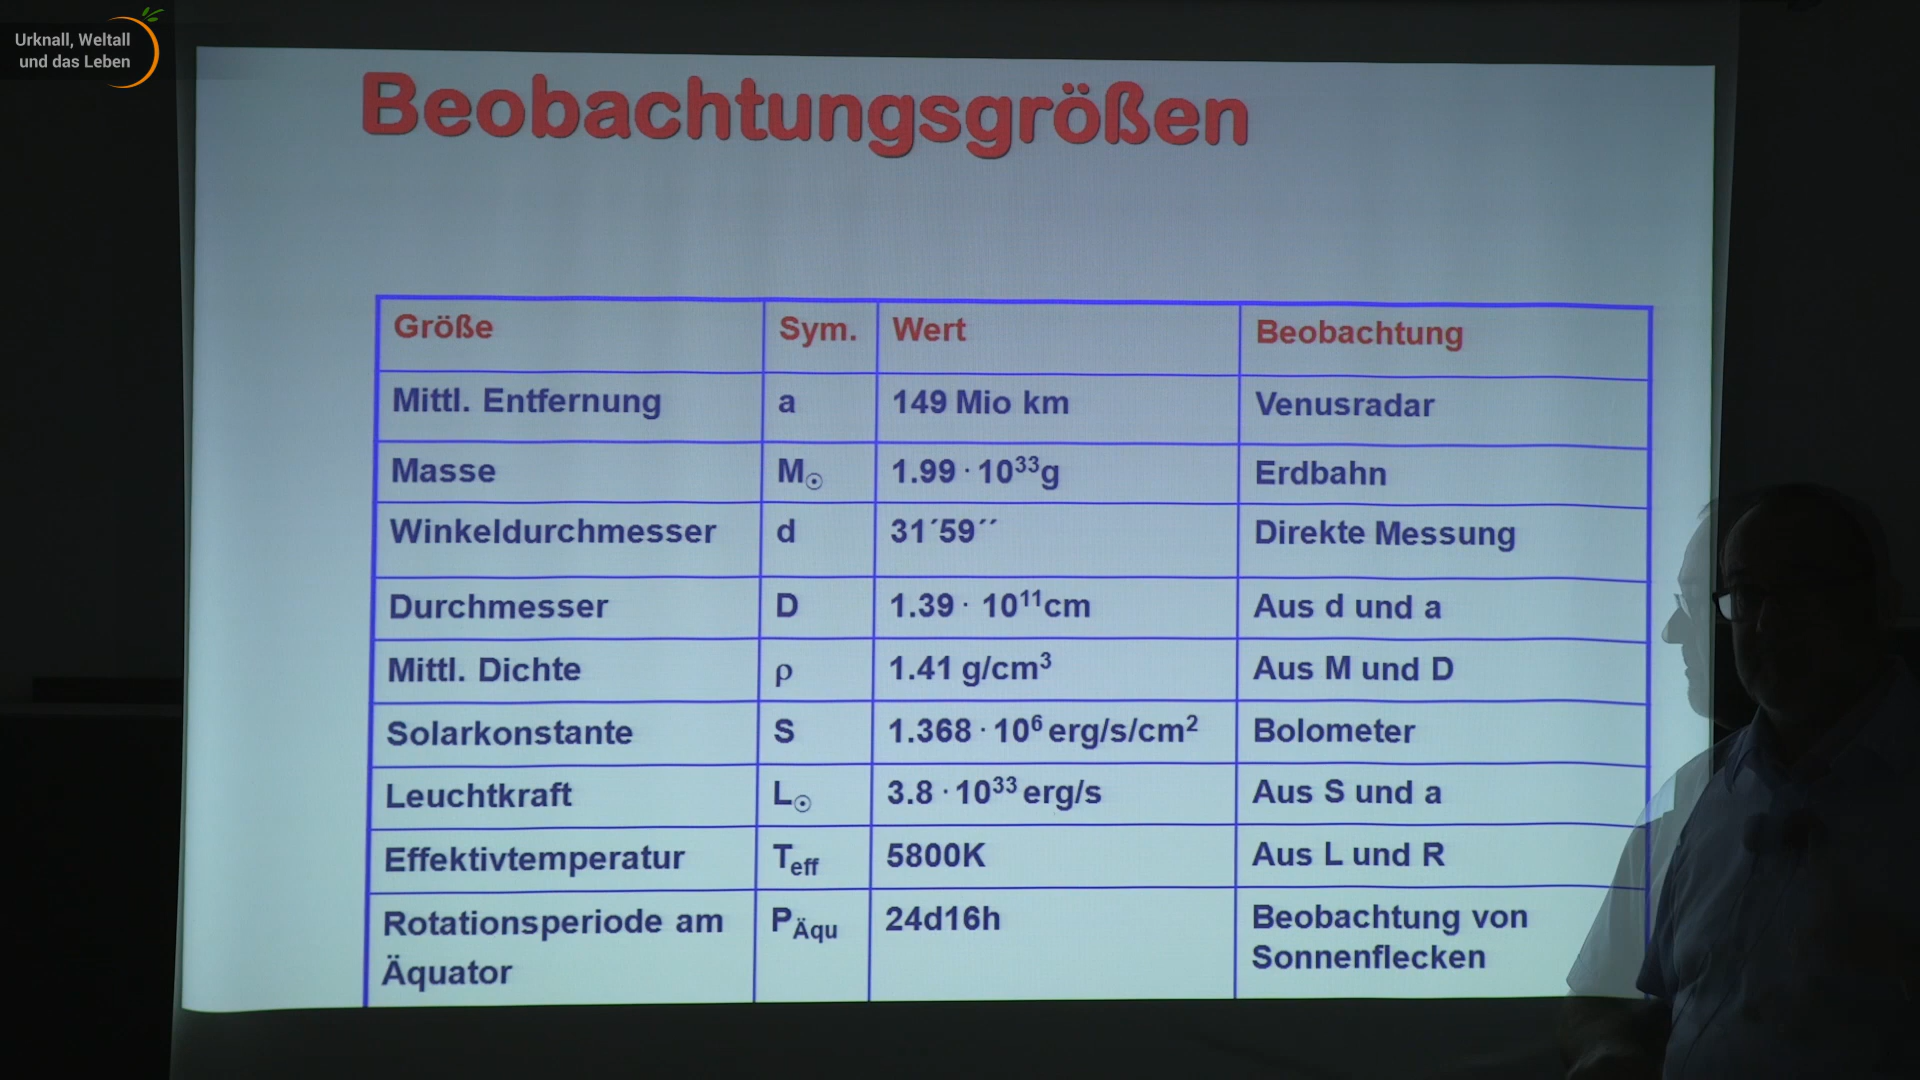 Urknall, Weltall
und das Leben
Beobachtungsgrößen
Größe Sym. Wert Beobachtung
Mittl. Entfernung a 149 Mio km Venusradar
Masse M☉ 1.99 · 10³³g Erdbahn
Winkeldurchmesser d 31´59´´ Direkte Messung
Durchmesser D 1.39 · 10¹¹cm Aus d und a
Mittl. Dichte ρ 1.41 g/cm³ Aus M und D
Solarkonstante S 1.368 · 10⁶ erg/s/cm² Bolometer
Leuchtkraft L☉ 3.8 · 10³³ erg/s Aus S und a
Effektivtemperatur Teff 5800K Aus L und R
Rotationsperiode am PÄqu 24d16h Beobachtung von
Äquator Sonnenflecken